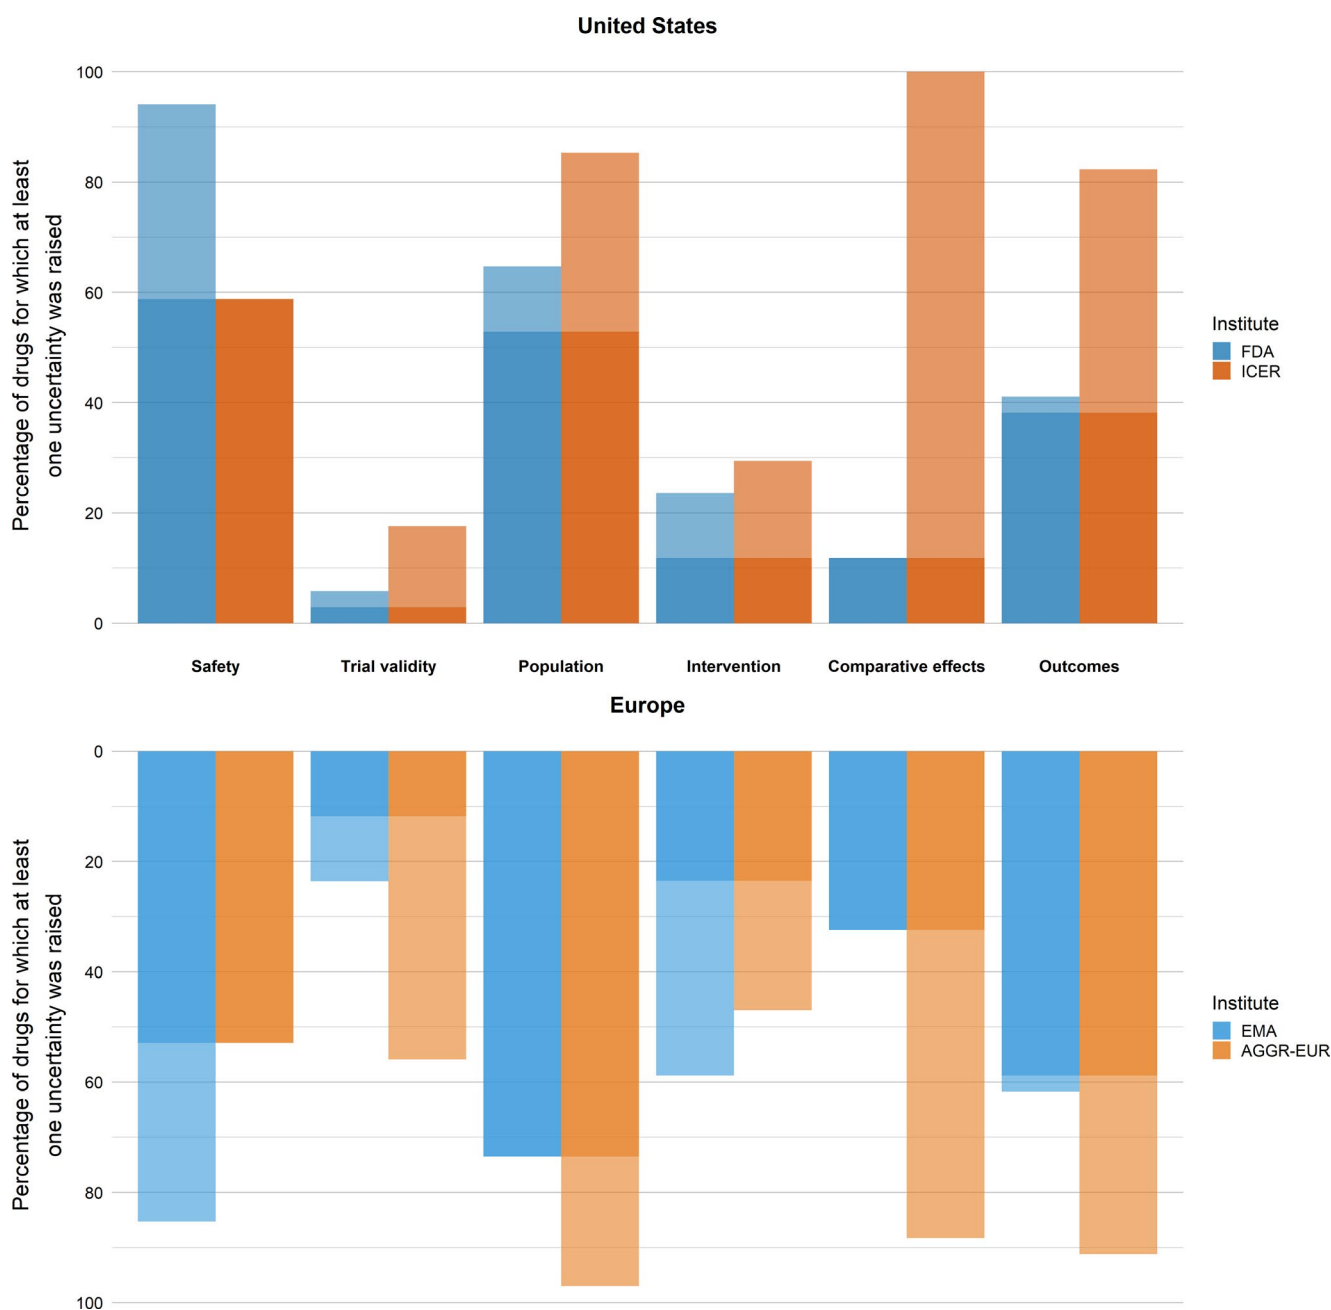 United States
Percentage of drugs for which at least
one uncertainty was raised
100
80
60
40
20
0
Safety
Trial validity
Population
Intervention
Comparative effects
Outcomes
Institute
FDA
ICER
Europe
Percentage of drugs for which at least
one uncertainty was raised
0
20
40
60
80
100
Institute
EMA
AGGR-EUR